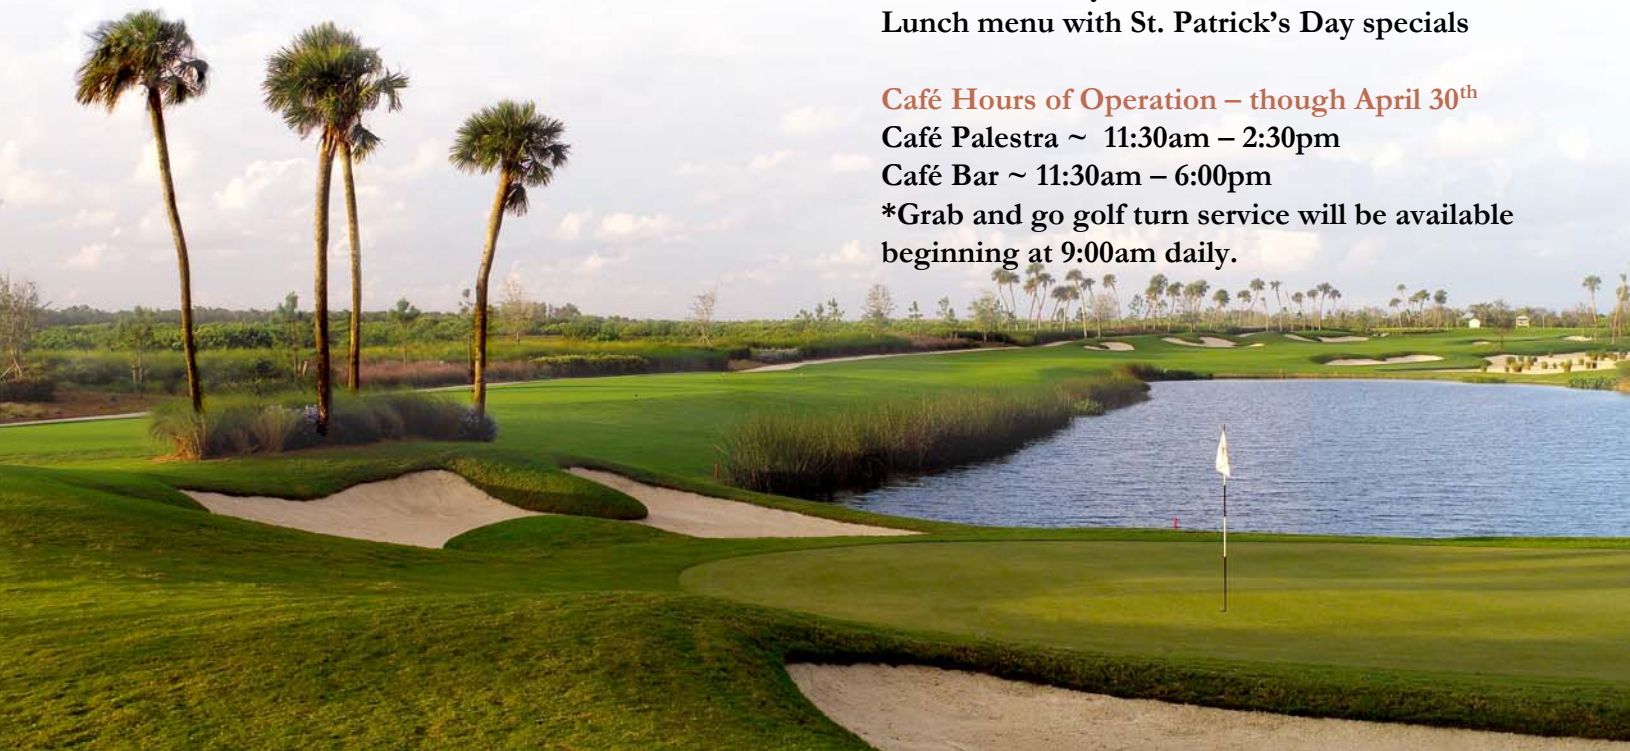 Lunch menu with St. Patrick’s Day specials
Café Hours of Operation – though April 30th
Café Palestra ~ 11:30am – 2:30pm
Café Bar ~ 11:30am – 6:00pm
*Grab and go golf turn service will be available
beginning at 9:00am daily.